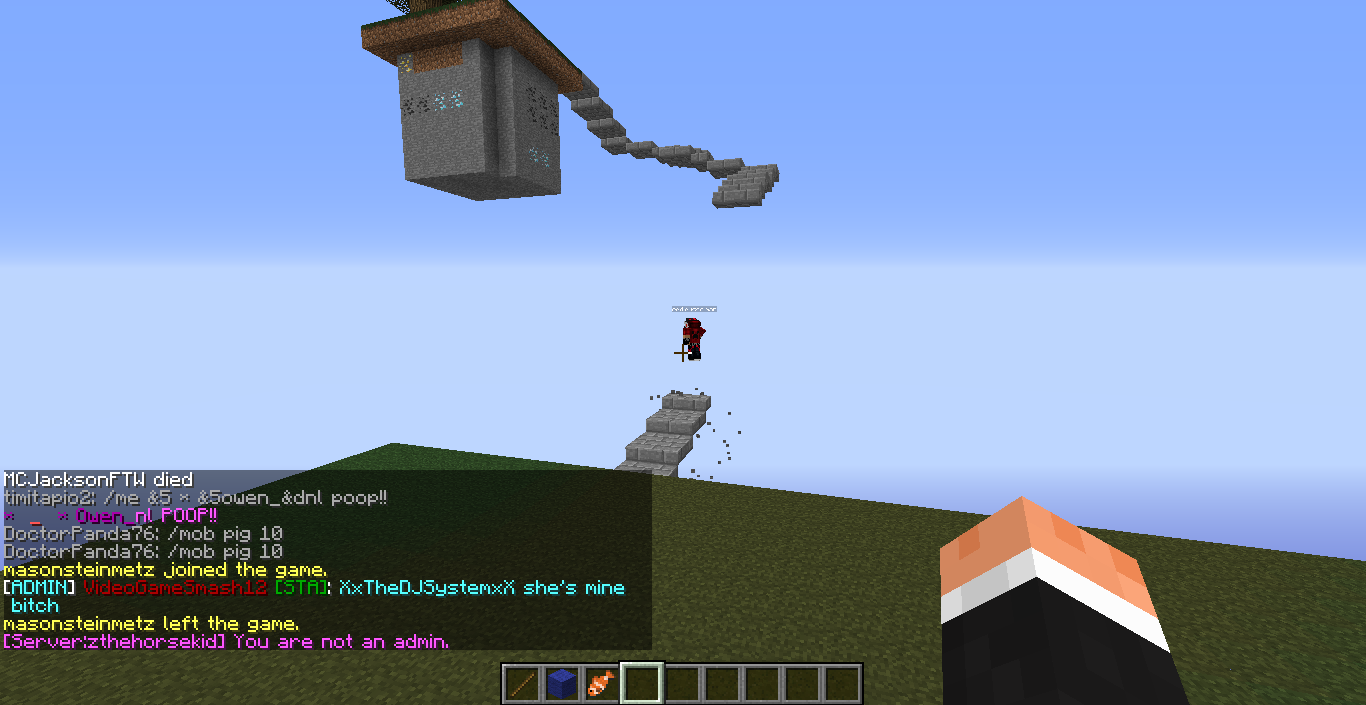 MCJacksonFTW died
timitapio2: /me &5 × &5owen_&dnl poop!!
* _ * Owen_nl POOP!!
DoctorPanda76: /mob pig 10
DoctorPanda76: /mob pig 10
masonsteinmetz joined the game.
[ADMIN] VideoGameSmash12 [STA]: XxTheDJSystemxX she's mine
bitch
masonsteinmetz left the game.
[Server:zthehorsekid] You are not an admin.